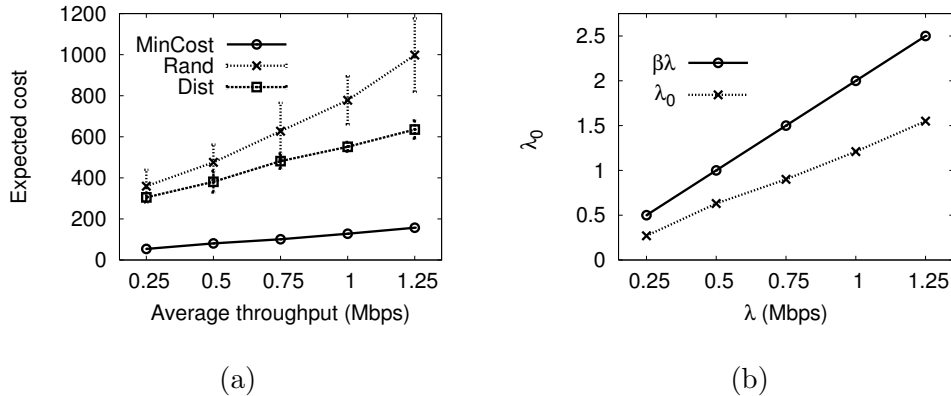 1200
1000
800
600
400
200
0
Expected cost
MinCost
Rand
Dist
0.25 0.5 0.75 1 1.25
Average throughput (Mbps)
(a)
2.5
2
1.5
1
0.5
0
λ₀
βλ
λ₀
0.25 0.5 0.75 1 1.25
λ (Mbps)
(b)